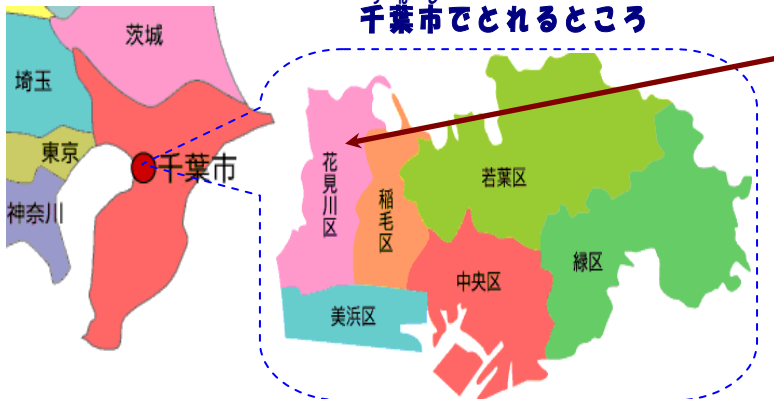 千葉市でとれるところ
茨城
埼玉
東京
千葉市
神奈川
花見川区
稲毛区
若葉区
緑区
中央区
美浜区